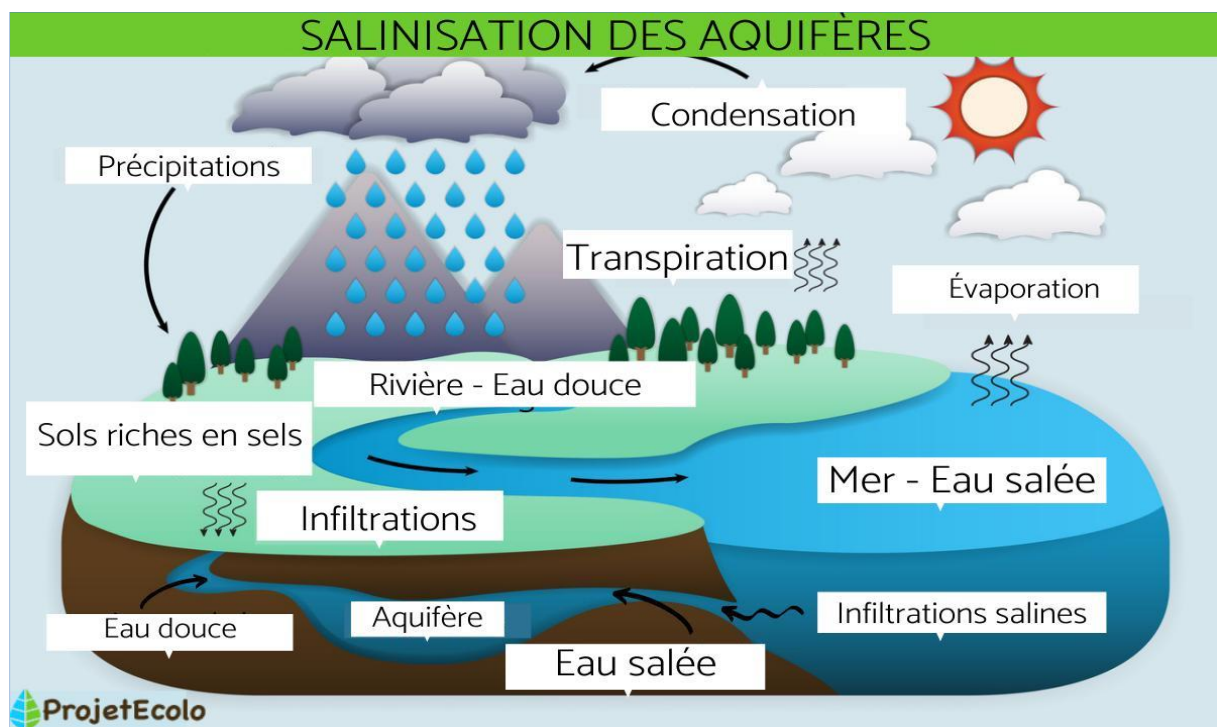 SALINISATION DES AQUIFÈRES
Condensation
Précipitations
Transpiration
Évaporation
Rivière - Eau douce
Sols riches en sels
Mer - Eau salée
Infiltrations
Eau douce
Aquifère
Infiltrations salines
Eau salée
ProjetEcolo